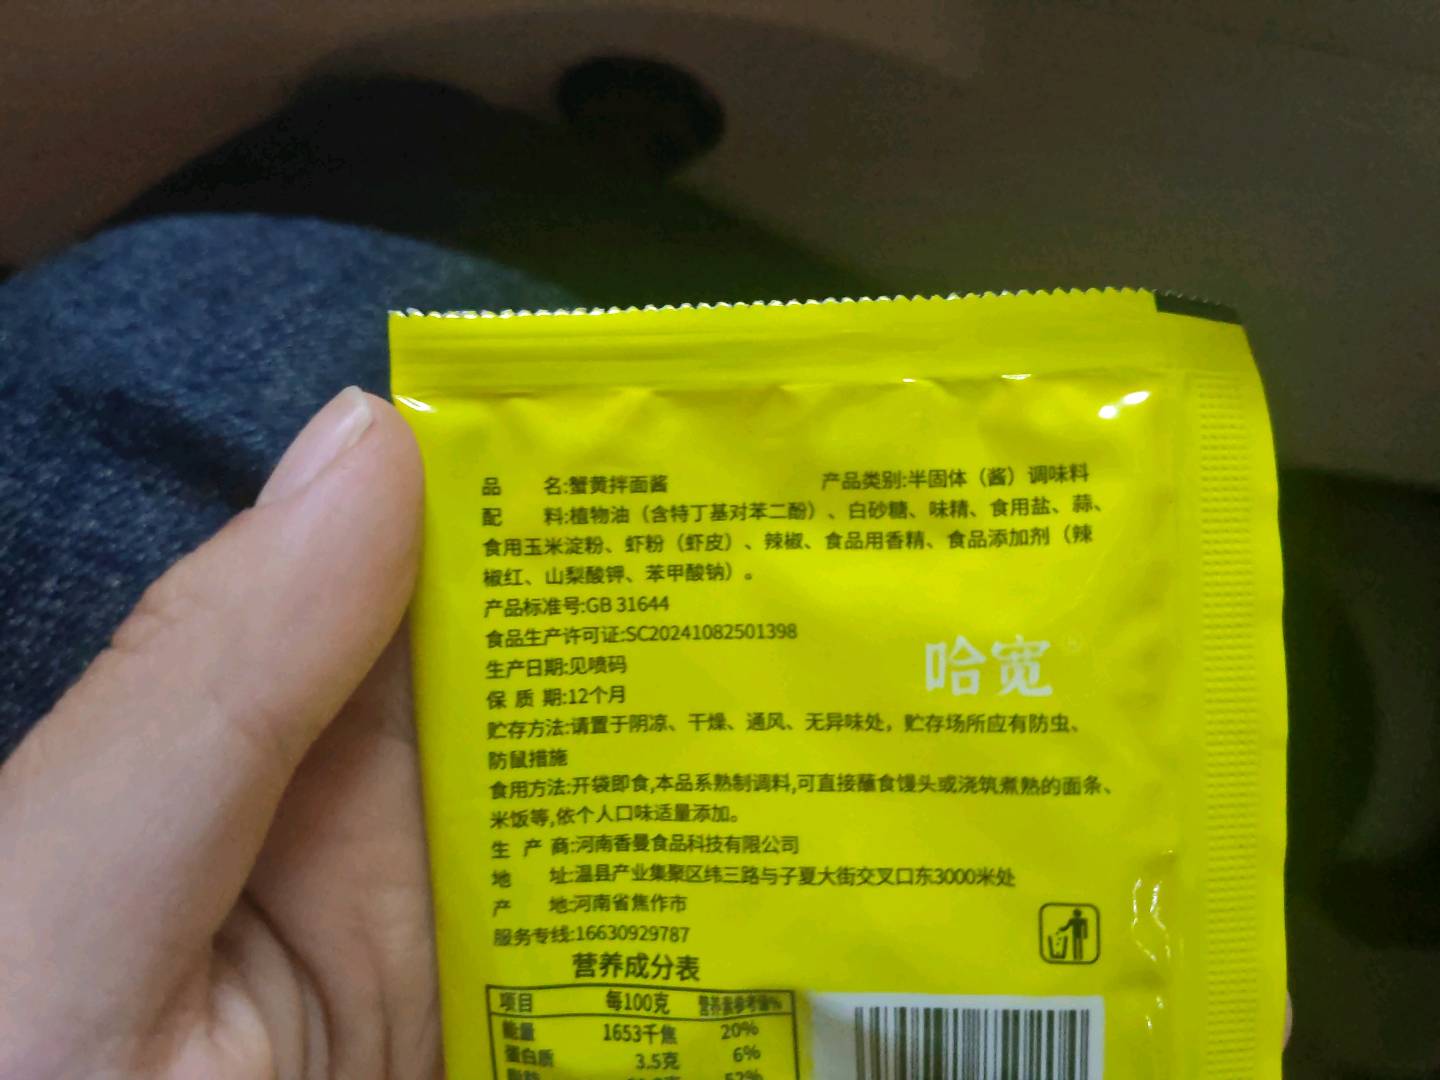 品 名:蟹黄拌面酱 产品类别:半固体（酱）调味料
配 料:植物油（含特丁基对苯二酚）、白砂糖、味精、食用盐、蒜、
食用玉米淀粉、虾粉（虾皮）、辣椒、食品用香精、食品添加剂（辣
椒红、山梨酸钾、苯甲酸钠）。
产品标准号:GB 31644
食品生产许可证:SC20241082501398
生产日期:见喷码
哈宽
保 质 期:12个月
贮存方法:请置于阴凉、干燥、通风、无异味处，贮存场所应有防虫、
防鼠措施
食用方法:开袋即食,本品系熟制调料,可直接蘸食馒头或浇筑煮熟的面条、
米饭等,依个人口味适量添加。
生 产 商:河南香曼食品科技有限公司
地 址:温县产业集聚区纬三路与子夏大街交叉口东3000米处
产 地:河南省焦作市
服务专线:16630929787
营养成分表
项目 每100克 营养素参考值%
能量 1653千焦 20%
蛋白质 3.5克 6%
脂肪 52%